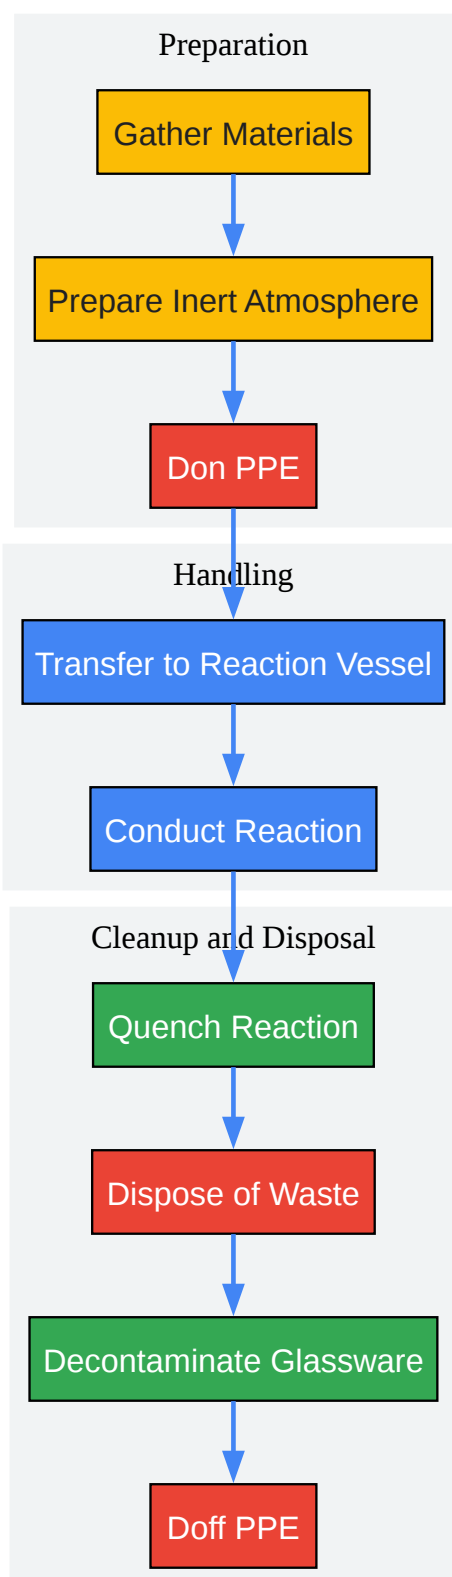 Preparation
Gather Materials
Prepare Inert Atmosphere
Don PPE
Handling
Transfer to Reaction Vessel
Conduct Reaction
Cleanup and Disposal
Quench Reaction
Dispose of Waste
Decontaminate Glassware
Doff PPE